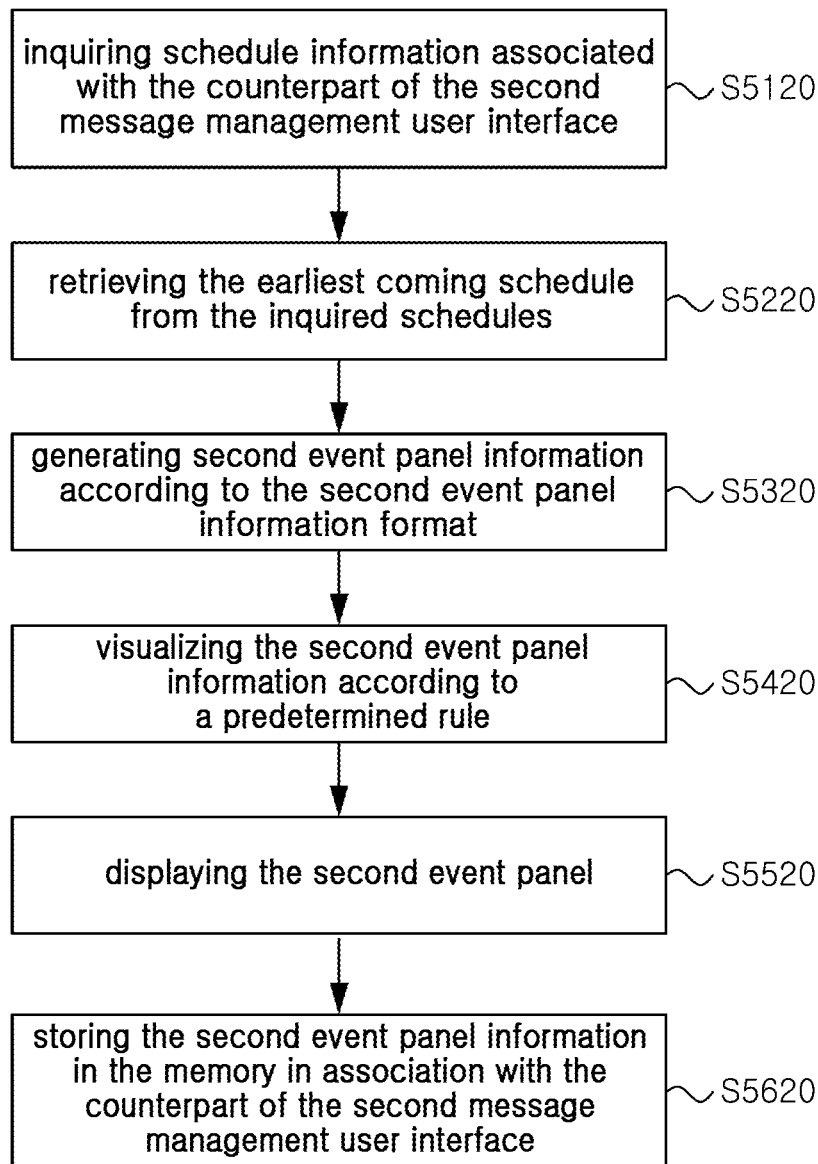 inquiring schedule information associated
with the counterpart of the second
message management user interface
S5120
retrieving the earliest coming schedule
from the inquired schedules
S5220
generating second event panel information
according to the second event panel
information format
S5320
visualizing the second event panel
information according to
a predetermined rule
S5420
displaying the second event panel
S5520
storing the second event panel information
in the memory in association with the
counterpart of the second message
management user interface
S5620